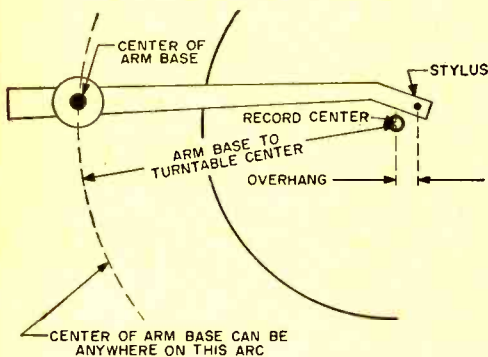 CENTER OF
ARM BASE
STYLUS
RECORD CENTER
ARM BASE TO
TURNTABLE CENTER
OVERHANG
CENTER OF ARM BASE CAN BE
ANYWHERE ON THIS ARC